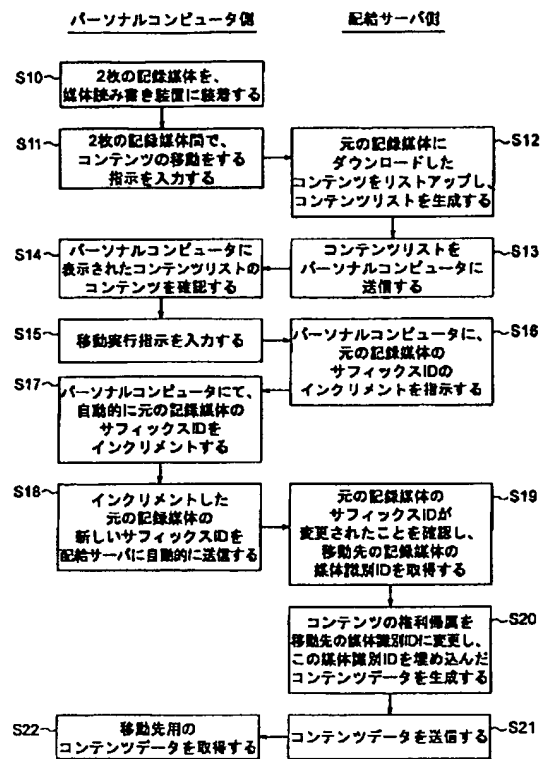 パーソナルコンピュータ側
配給サーバ側
S10
2枚の記録媒体を、
媒体読み書き装置に装着する
S11
2枚の記録媒体間で、
コンテンツの移動をする
指示を入力する
S12
元の記録媒体に
ダウンロードした
コンテンツをリストアップし、
コンテンツリストを生成する
S13
コンテンツリストを
パーソナルコンピュータに
送信する
S14
パーソナルコンピュータに
表示されたコンテンツリストの
コンテンツを確認する
S15
移動実行指示を入力する
S16
パーソナルコンピュータに、
元の記録媒体の
サフィックスIDの
インクリメントを指示する
S17
パーソナルコンピュータにて、
自動的に元の記録媒体の
サフィックスIDを
インクリメントする
S18
インクリメントした
元の記録媒体の
新しいサフィックスIDを
配給サーバに自動的に送信する
S19
元の記録媒体の
サフィックスIDが
変更されたことを確認し、
移動先の記録媒体の
媒体識別IDを取得する
S20
コンテンツの権利帰属を
移動先の媒体識別IDに変更し、
この媒体識別IDを埋め込んだ
コンテンツデータを生成する
S21
コンテンツデータを送信する
S22
移動先用の
コンテンツデータを取得する